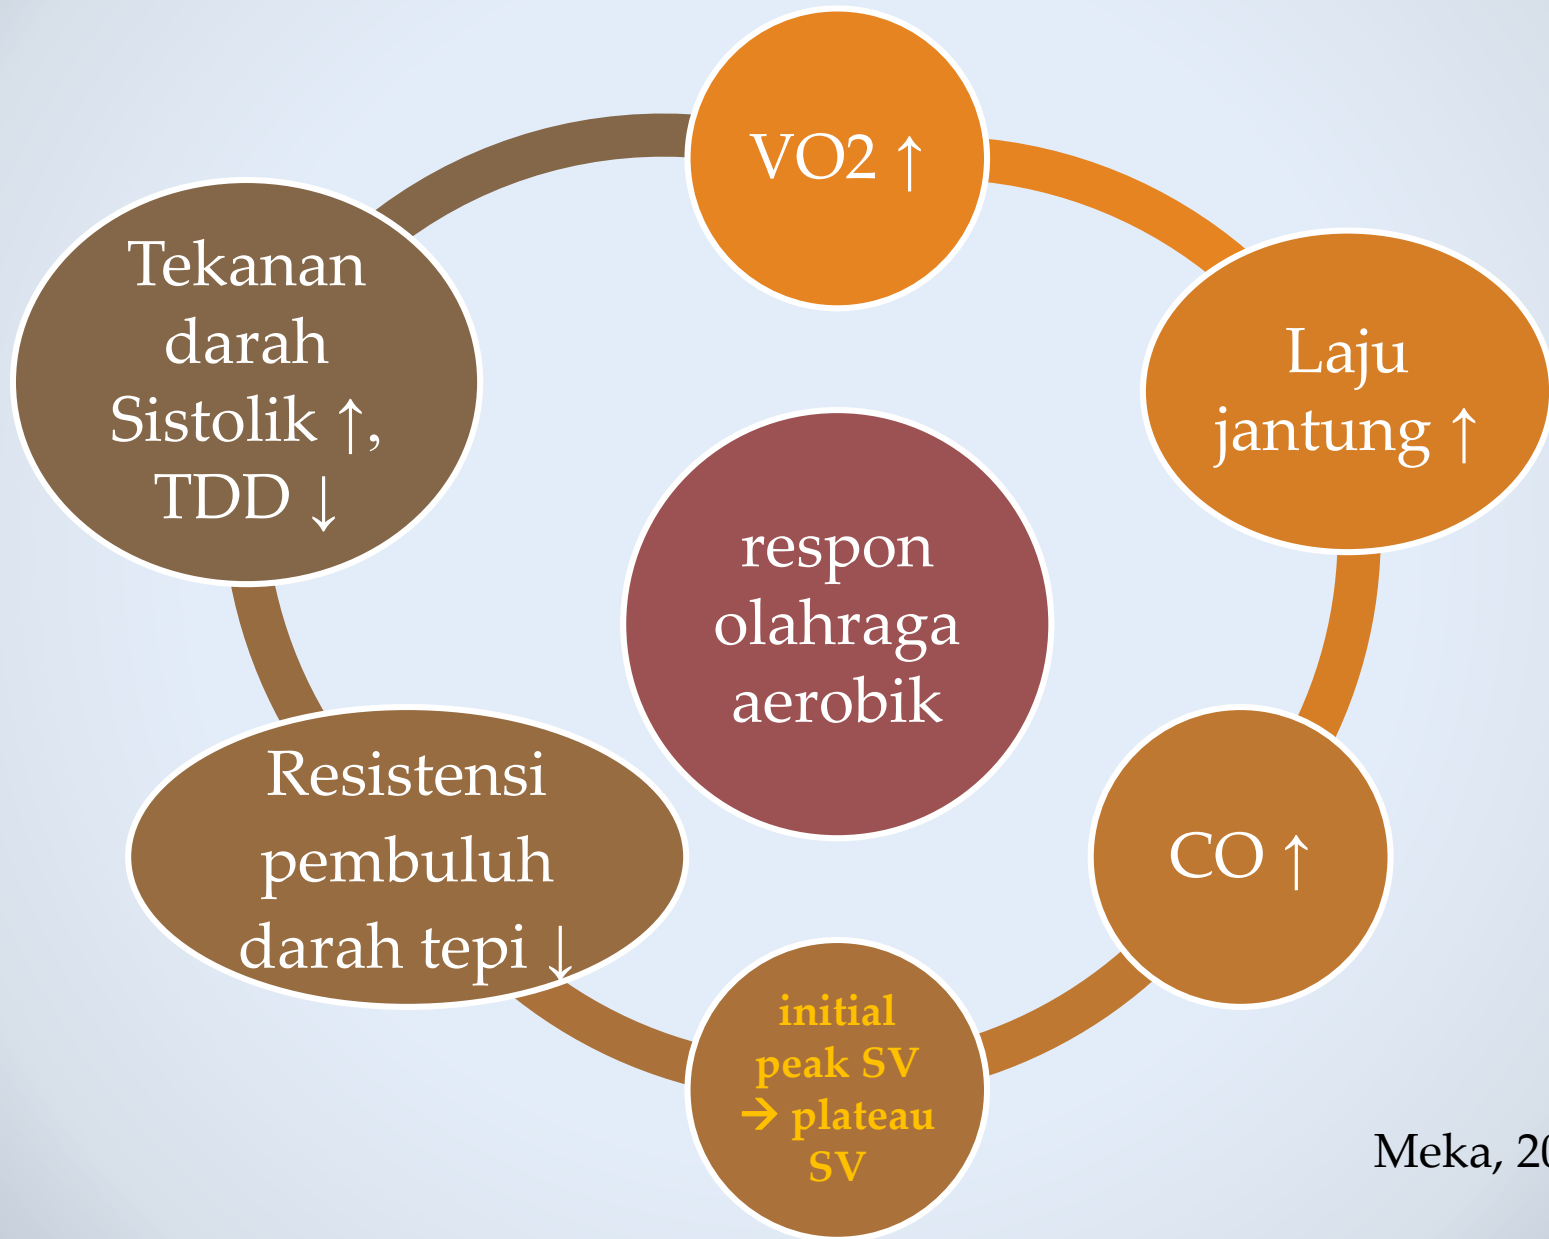 VO2 ↑
Laju
jantung ↑
CO ↑
initial
peak SV
→ plateau
SV
Resistensi
pembuluh
darah tepi ↓
Tekanan
darah
Sistolik ↑,
TDD ↓
respon
olahraga
aerobik
Meka,